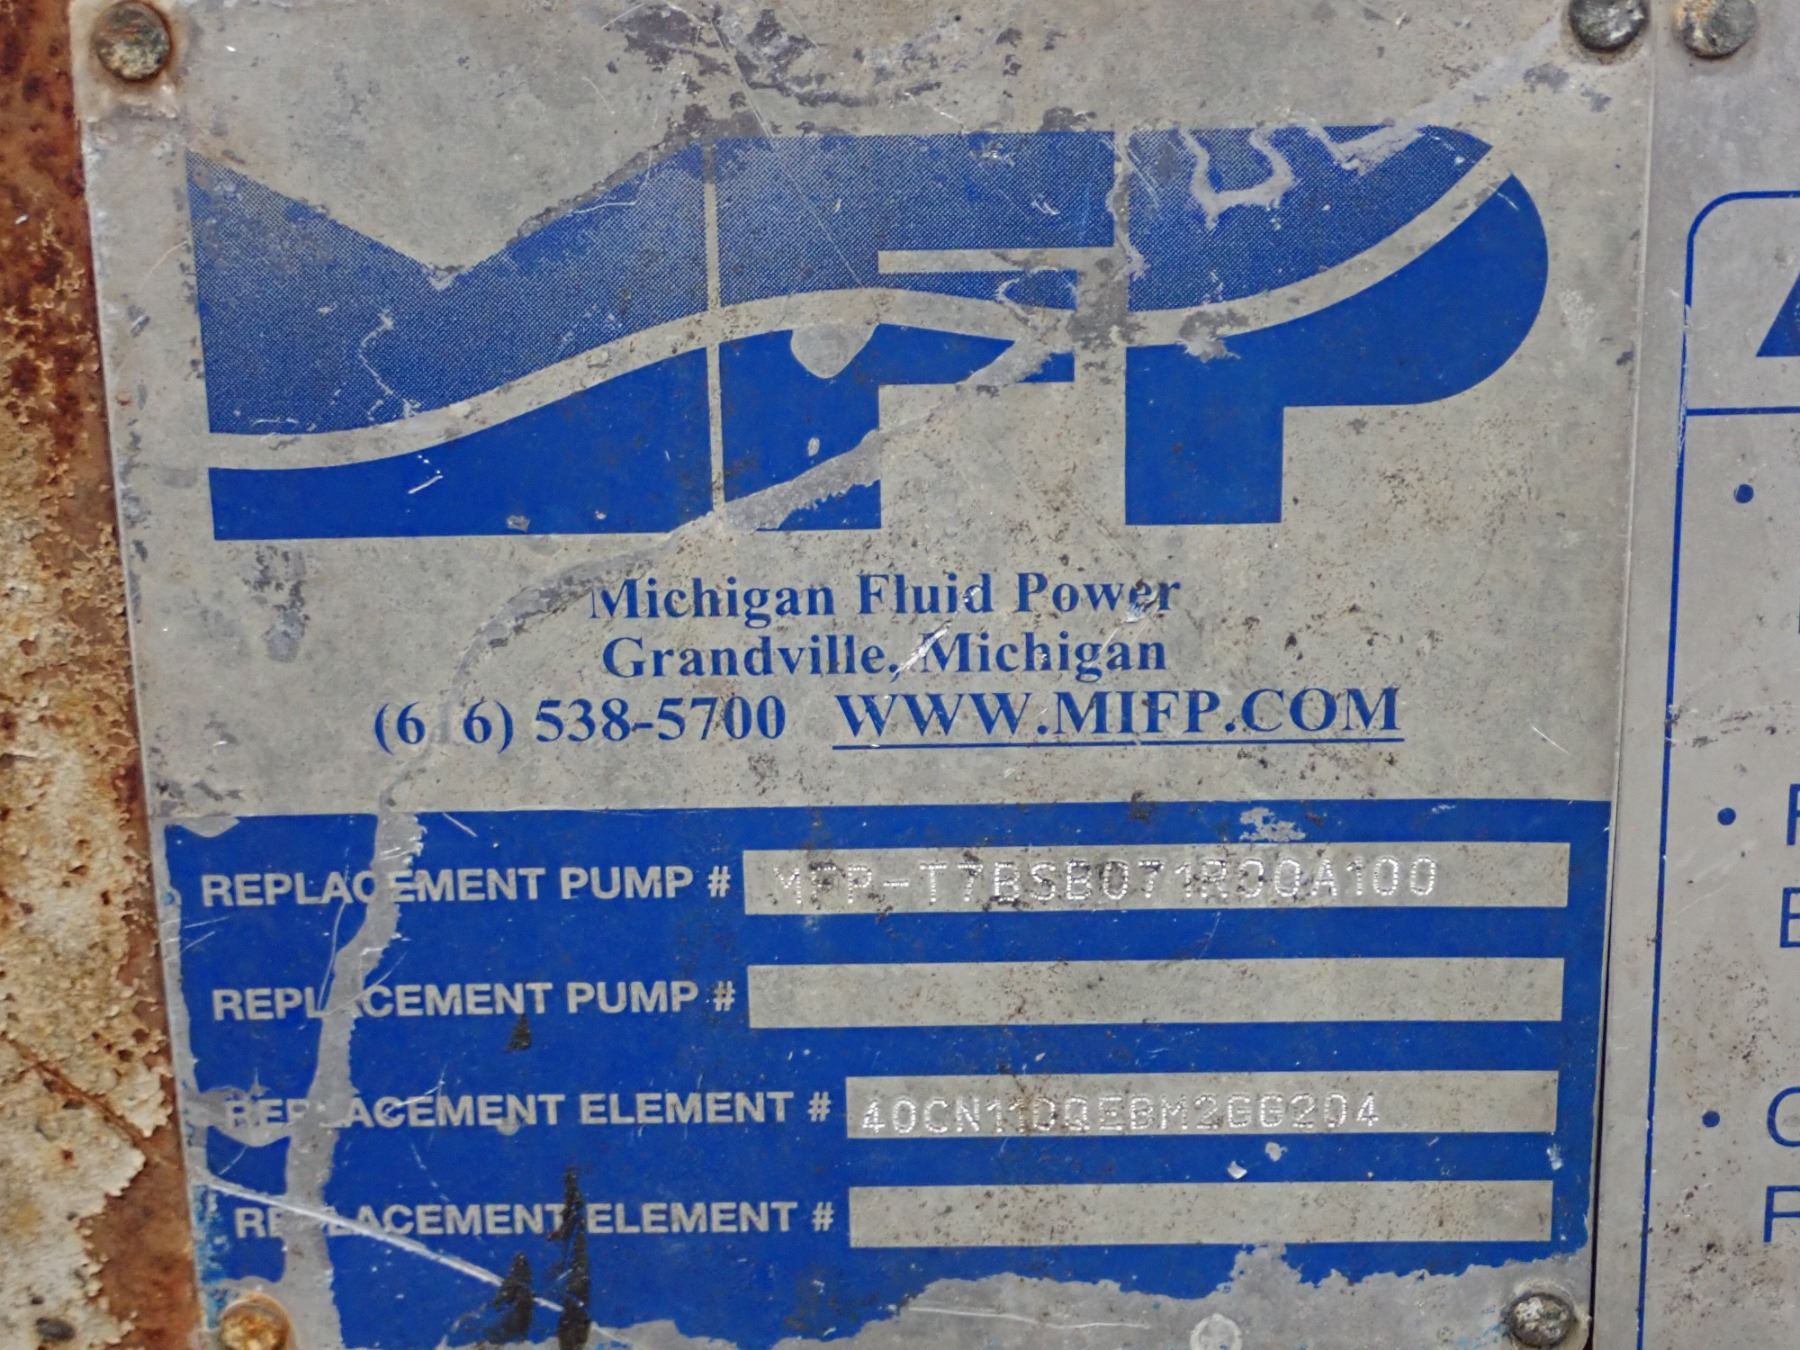 MFP
Michigan Fluid Power
Grandville, Michigan
(616) 538-5700 WWW.MIFP.COM
REPLACEMENT PUMP # MFP-T7BSB071R00A100
REPLACEMENT PUMP #
REPLACEMENT ELEMENT # 40CN110QEBM2GG204
REPLACEMENT ELEMENT #